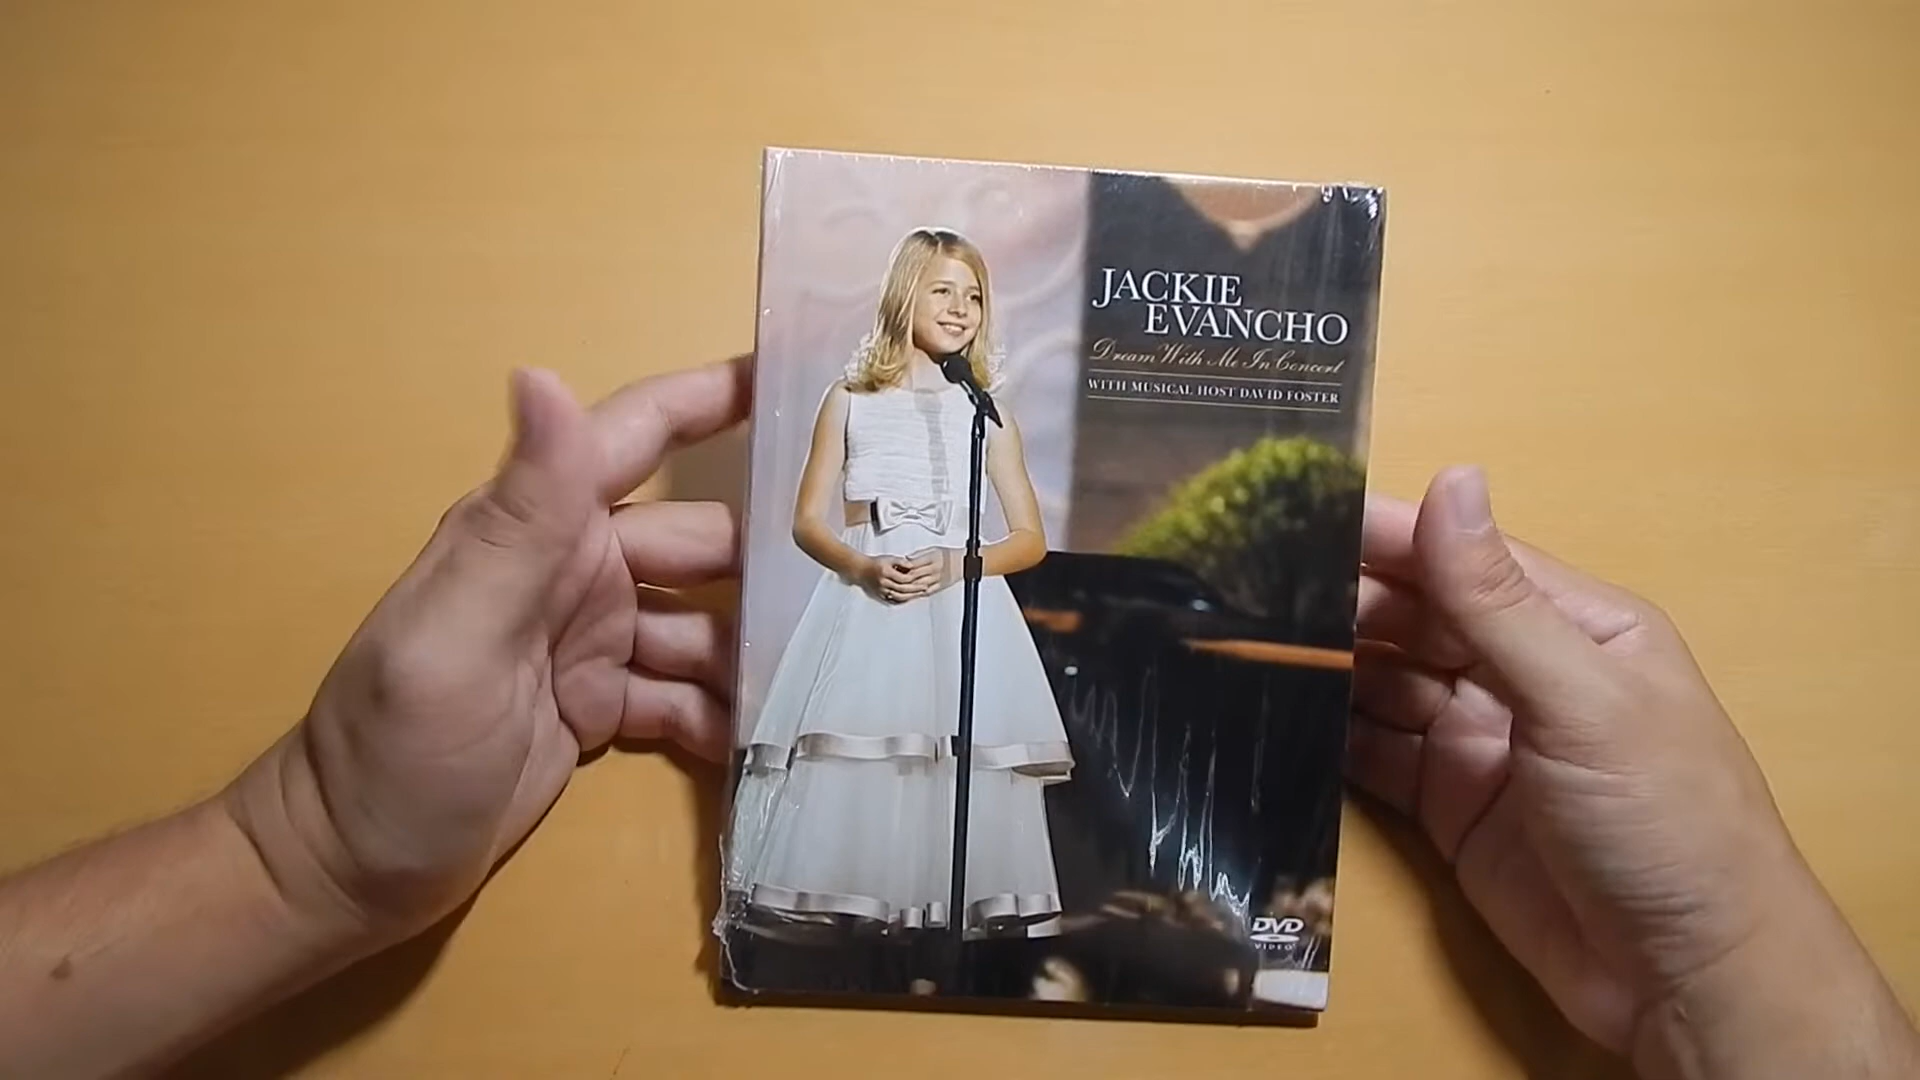 JACKIE
EVANCHO
Dream With Me In Concert
WITH MUSICAL HOST DAVID FOSTER
DVD
VIDEO